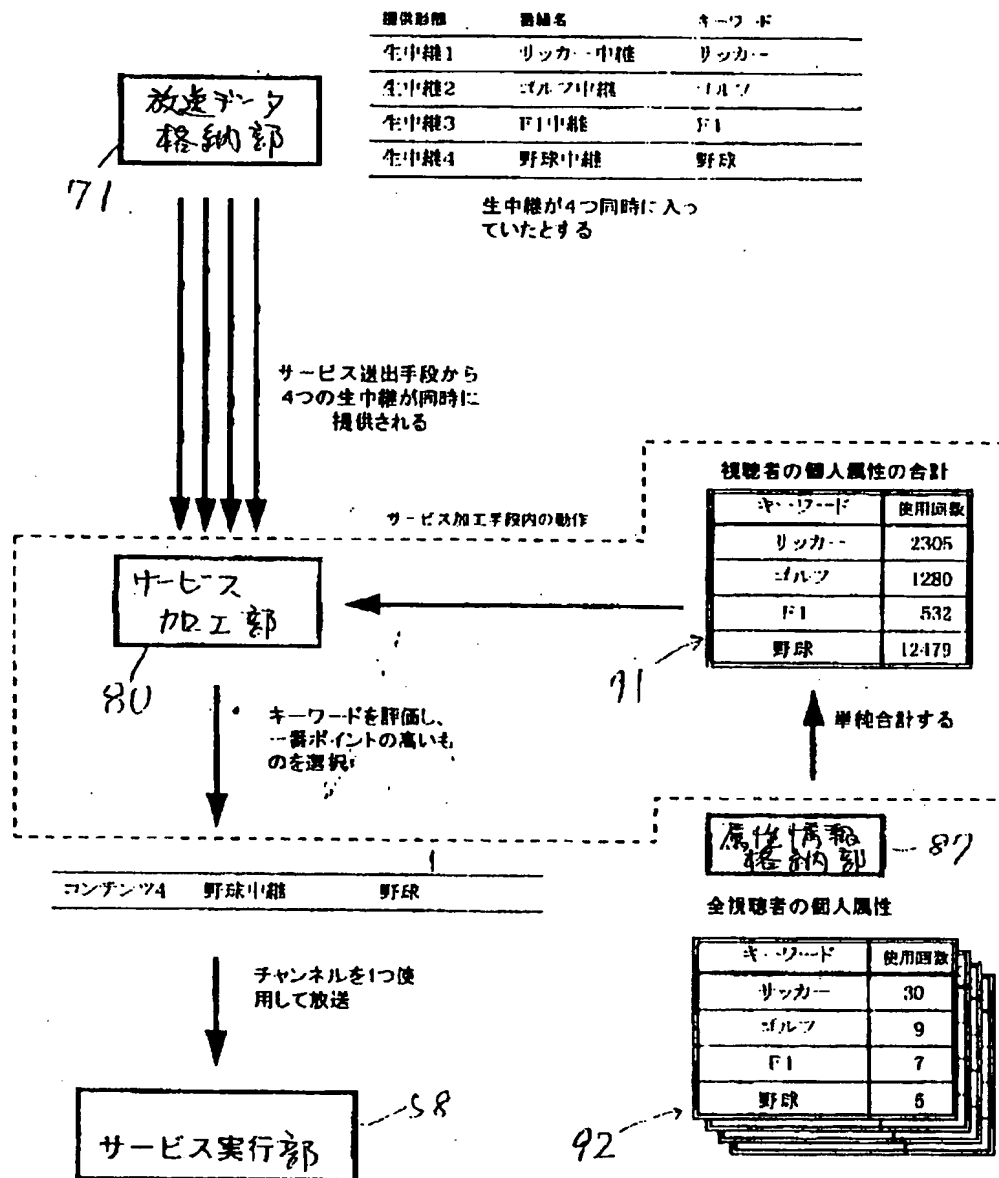 提供形態 番組名 キーワード
生中継1 サッカー中継 サッカー
生中継2 ゴルフ中継 ゴルフ
生中継3 F1中継 F1
生中継4 野球中継 野球
生中継が4つ同時に入っ
ていたとする
放送データ
格納部
71
サービス送出手段から
4つの生中継が同時に
提供される
サービス加工手段内の動作
視聴者の個人属性の合計
キーワード 使用回数
サッカー 2305
ゴルフ 1280
F1 532
野球 12479
サービス
加工部
80
91
キーワードを評価し、
一番ポイントの高いも
のを選択
単純合計する
属性情報
格納部
87
コンテンツ4 野球中継 野球
全視聴者の個人属性
キーワード 使用回数
サッカー 30
ゴルフ 9
F1 7
野球 5
92
チャンネルを1つ使
用して放送
58
サービス実行部